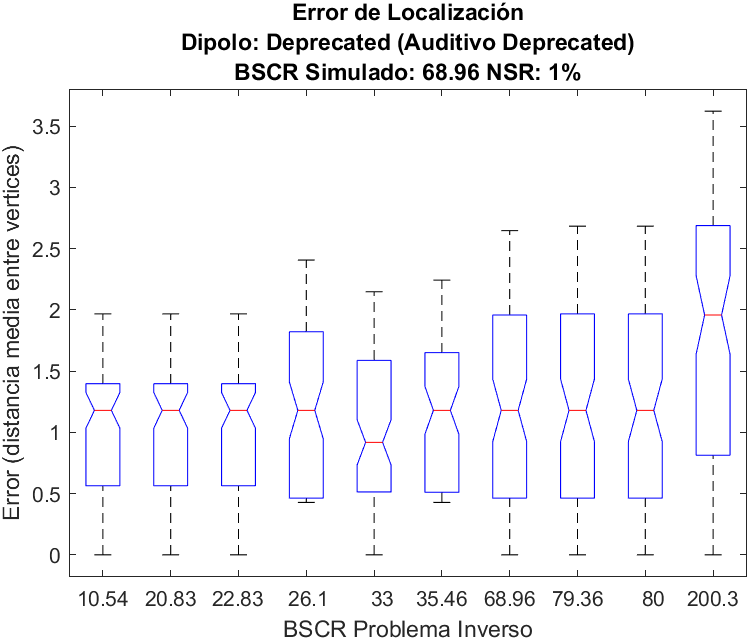 Error de Localización
Dipolo: Deprecated (Auditivo Deprecated)
BSCR Simulado: 68.96 NSR: 1%
Error (distancia media entre vertices)
3.5
3
2.5
2
1.5
1
0.5
0
10.54 20.83 22.83 26.1 33 35.46 68.96 79.36 80 200.3
BSCR Problema Inverso